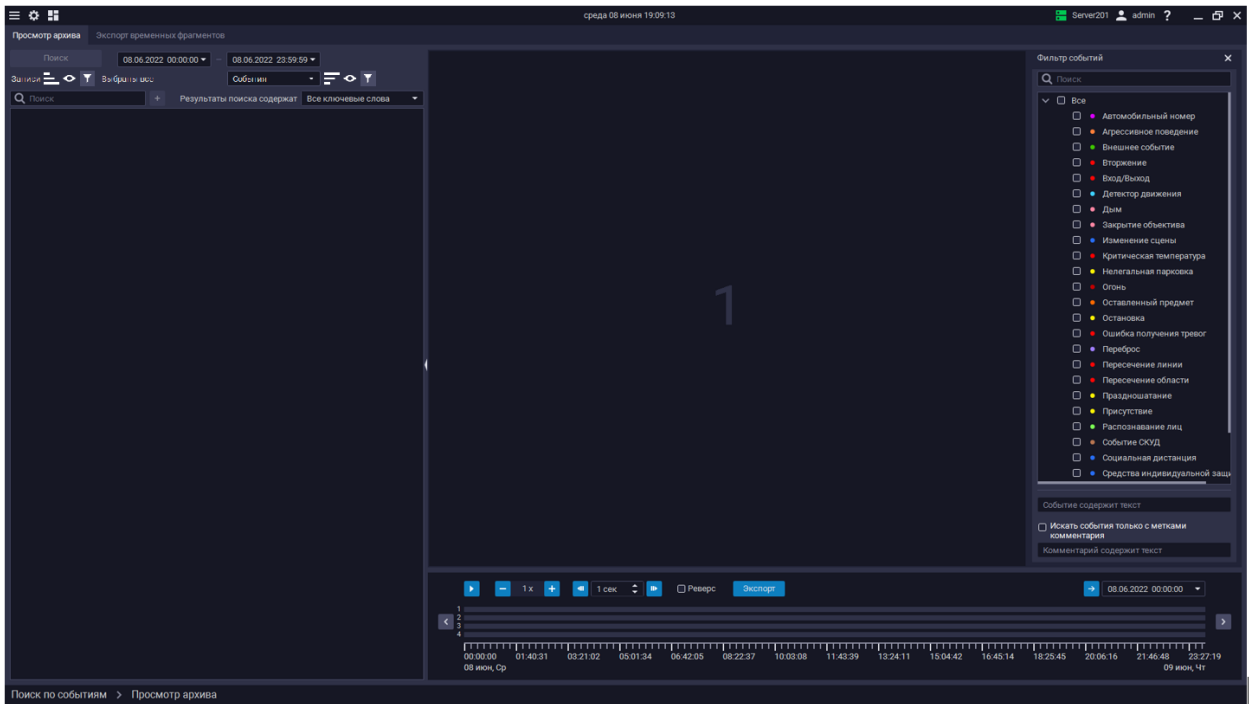 среда 08 июня 19:09:13
Server201 admin ?
Просмотр архива Экспорт временных фрагментов
Поиск 08.06.2022 00:00:00 – 08.06.2022 23:59:59
Записи Выбраны все События
Поиск + Результаты поиска содержат Все ключевые слова
1
Фильтр событий
Поиск
Все
Автомобильный номер
Агрессивное поведение
Внешнее событие
Вторжение
Вход/Выход
Детектор движения
Дым
Закрытие объектива
Изменение сцены
Критическая температура
Нелегальная парковка
Огонь
Оставленный предмет
Остановка
Ошибка получения тревог
Переброс
Пересечение линии
Пересечение области
Праздношатание
Присутствие
Распознавание лиц
Событие СКУД
Социальная дистанция
Средства индивидуальной защи
Событие содержит текст
Искать события только с метками
комментария
Комментарий содержит текст
1 x 1 сек Реверс Экспорт 08.06.2022 00:00:00
1
2
3
4
00:00:00 01:40:31 03:21:02 05:01:34 06:42:05 08:22:37 10:03:08 11:43:39 13:24:11 15:04:42 16:45:14 18:25:45 20:06:16 21:46:48 23:27:19
08 июн, Ср 09 июн, Чт
Поиск по событиям > Просмотр архива